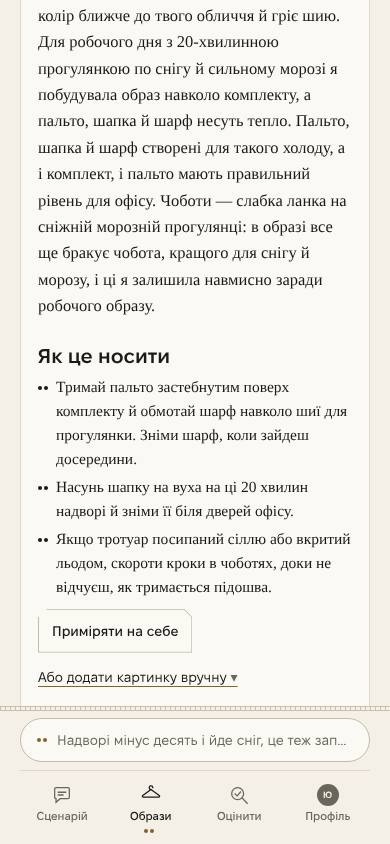 колір ближче до твого обличчя й гріє шию.
Для робочого дня з 20-хвилинною
прогулянкою по снігу й сильному морозі я
побудувала образ навколо комплекту, а
пальто, шапка й шарф несуть тепло. Пальто,
шапка й шарф створені для такого холоду, а
і комплект, і пальто мають правильний
рівень для офісу. Чоботи — слабка ланка на
сніжній морозній прогулянці: в образі все
ще бракує чобота, кращого для снігу й
морозу, і ці я залишила навмисно заради
робочого образу.
Як це носити
•• Тримай пальто застебнутим поверх
комплекту й обмотай шарф навколо шиї для
прогулянки. Зніми шарф, коли зайдеш
досередини.
•• Насунь шапку на вуха на ці 20 хвилин
надворі й зніми її біля дверей офісу.
•• Якщо тротуар посипаний сіллю або вкритий
льодом, скороти кроки в чоботях, доки не
відчуєш, як тримається підошва.
Приміряти на себе
Або додати картинку вручну ▾
•• Надворі мінус десять і йде сніг, це теж зап...
Сценарій
Образи
Оцінити
Ю
Профіль